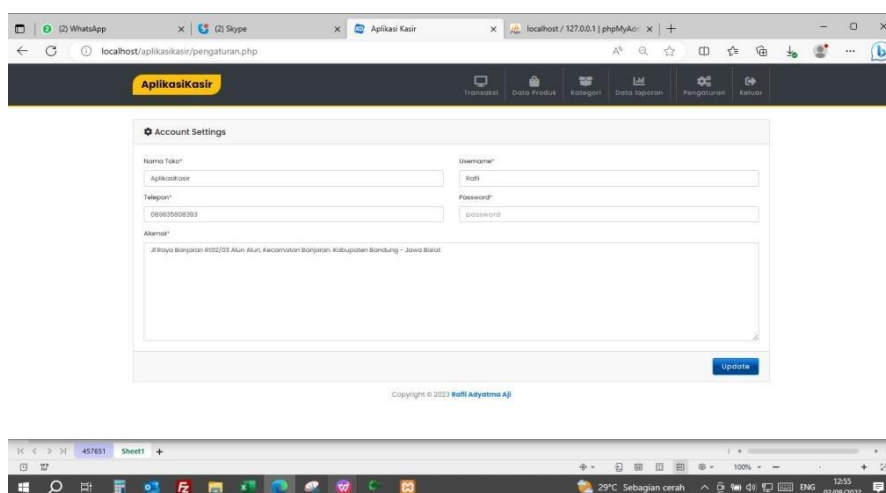 (2) WhatsApp
(2) Skype
Aplikasi Kasir
localhost / 127.0.0.1 | phpMyAdn
localhost/aplikasikasir/pengaturan.php
AplikasiKasir
Transaksi
Data Produk
Kategori
Data laporan
Pengaturan
Keluar
Account Settings
Nama Toko*
Username*
AplikasiKasir
Rafli
Telepon*
Password*
089635808393
password
Alamat*
Jl Raya Banjaran Rt02/03 Alun Alun, Kecamatan Banjaran. Kabupaten Bandung - Jawa Barat
Update
Copyright © 2023 Rafli Adyatma Aji
457651
Sheet1
100%
29°C Sebagian cerah
ENG
12:55